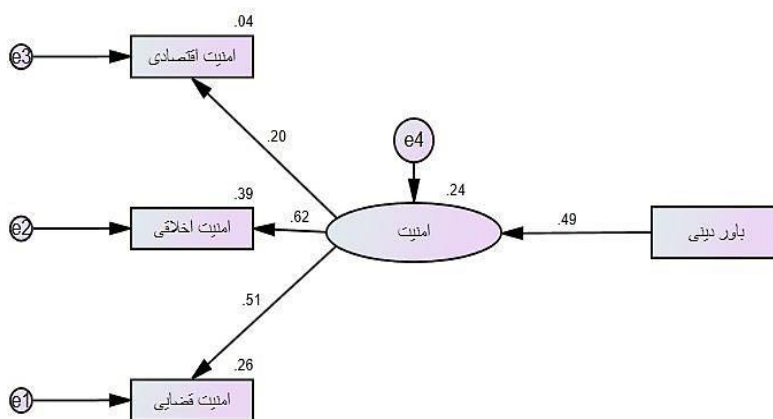 .04
e3
امنیت اقتصادی
.20
e4
.39
.24
e2
امنیت اخلاقی
.62
امنیت
.49
باور دینی
.51
.26
e1
امنیت قضایی